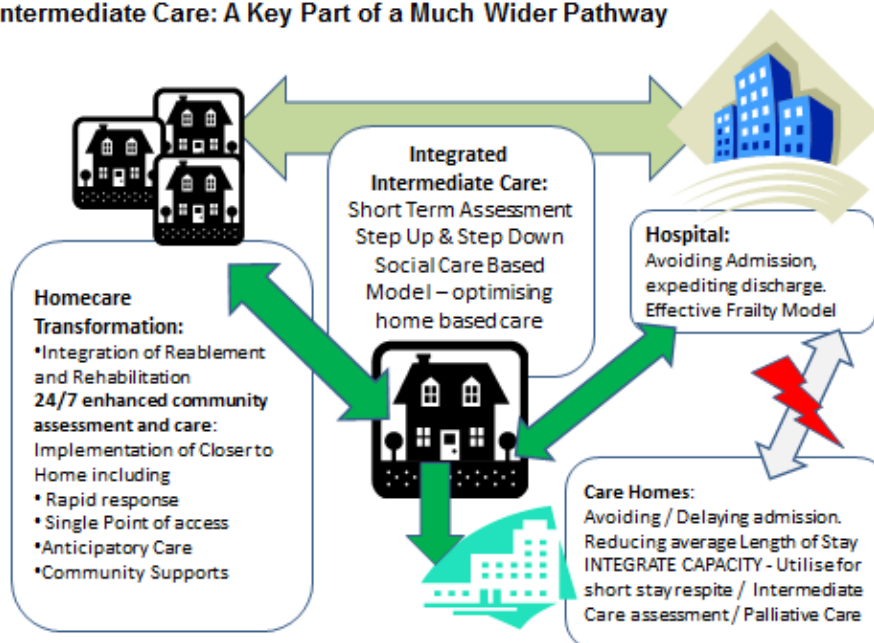 ntermediate Care: A Key Part of a Much Wider Pathway
Integrated
Intermediate Care:
Short Term Assessment
Step Up & Step Down
Social Care Based
Model – optimising
home based care
Hospital:
Avoiding Admission,
expediting discharge.
Effective Frailty Model
Homecare
Transformation:
•Integration of Reablement
and Rehabilitation
24/7 enhanced community
assessment and care:
Implementation of Closer to
Home including
• Rapid response
• Single Point of access
•Anticipatory Care
•Community Supports
Care Homes:
Avoiding / Delaying admission.
Reducing average Length of Stay
INTEGRATE CAPACITY - Utilise for
short stay respite / Intermediate
Care assessment / Palliative Care